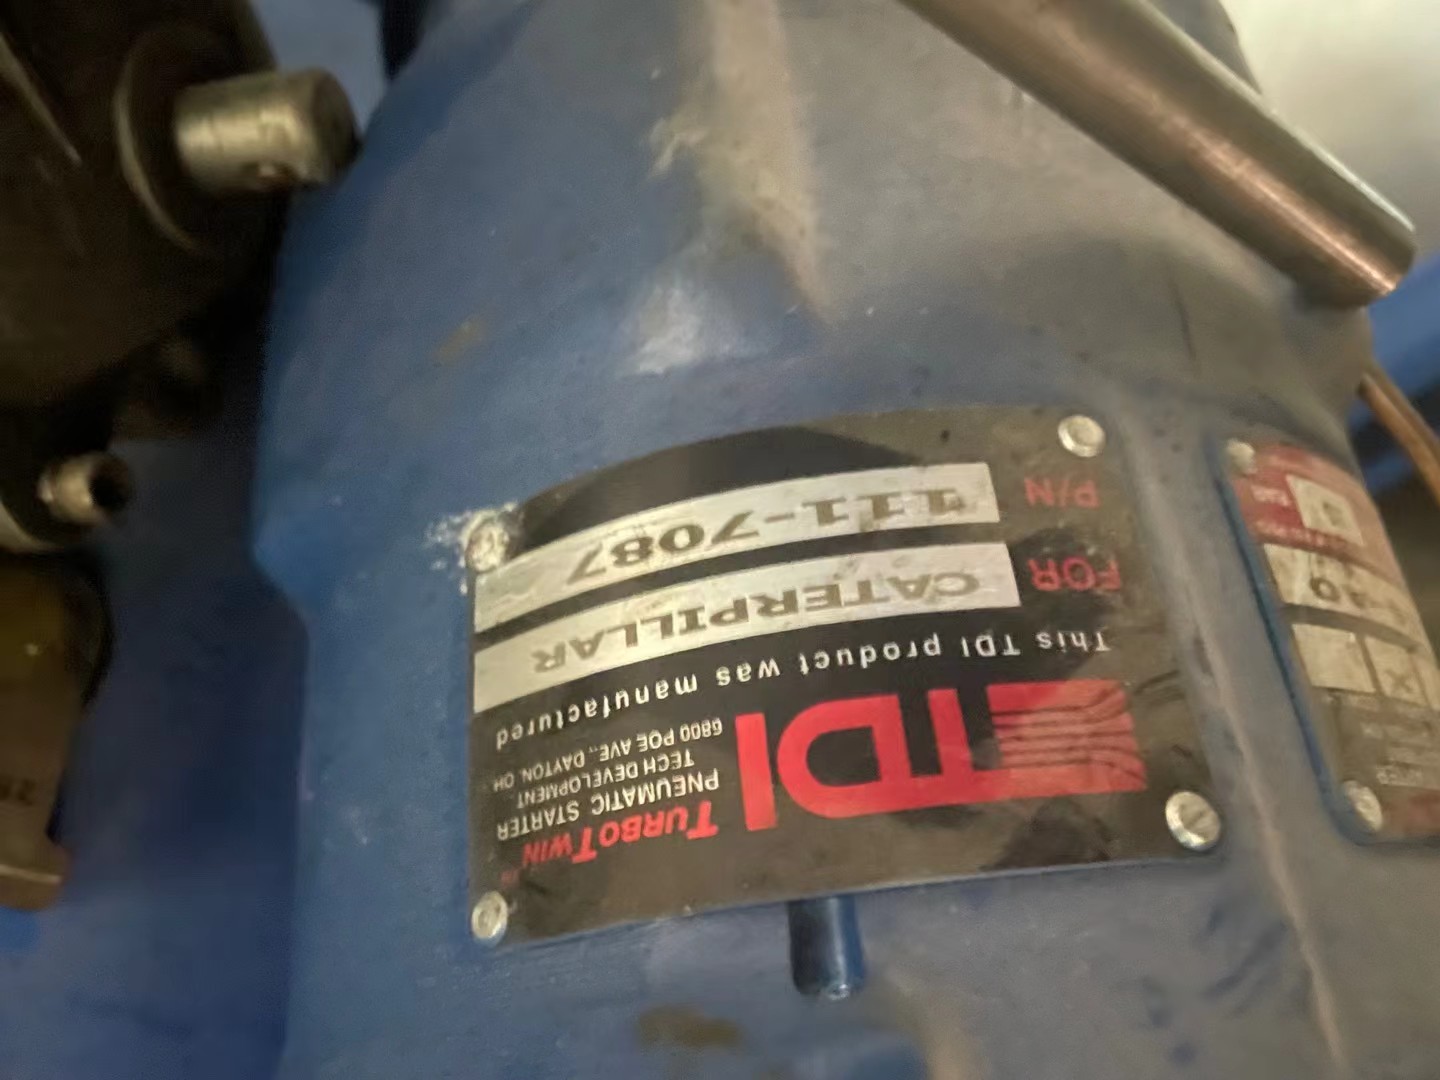 TDI
TURBOTWIN™
PNEUMATIC STARTER
TECH DEVELOPMENT
6800 POE AVE., DAYTON, OH
This TDI product was manufactured
FOR CATERPILLAR
P/N 111-7087